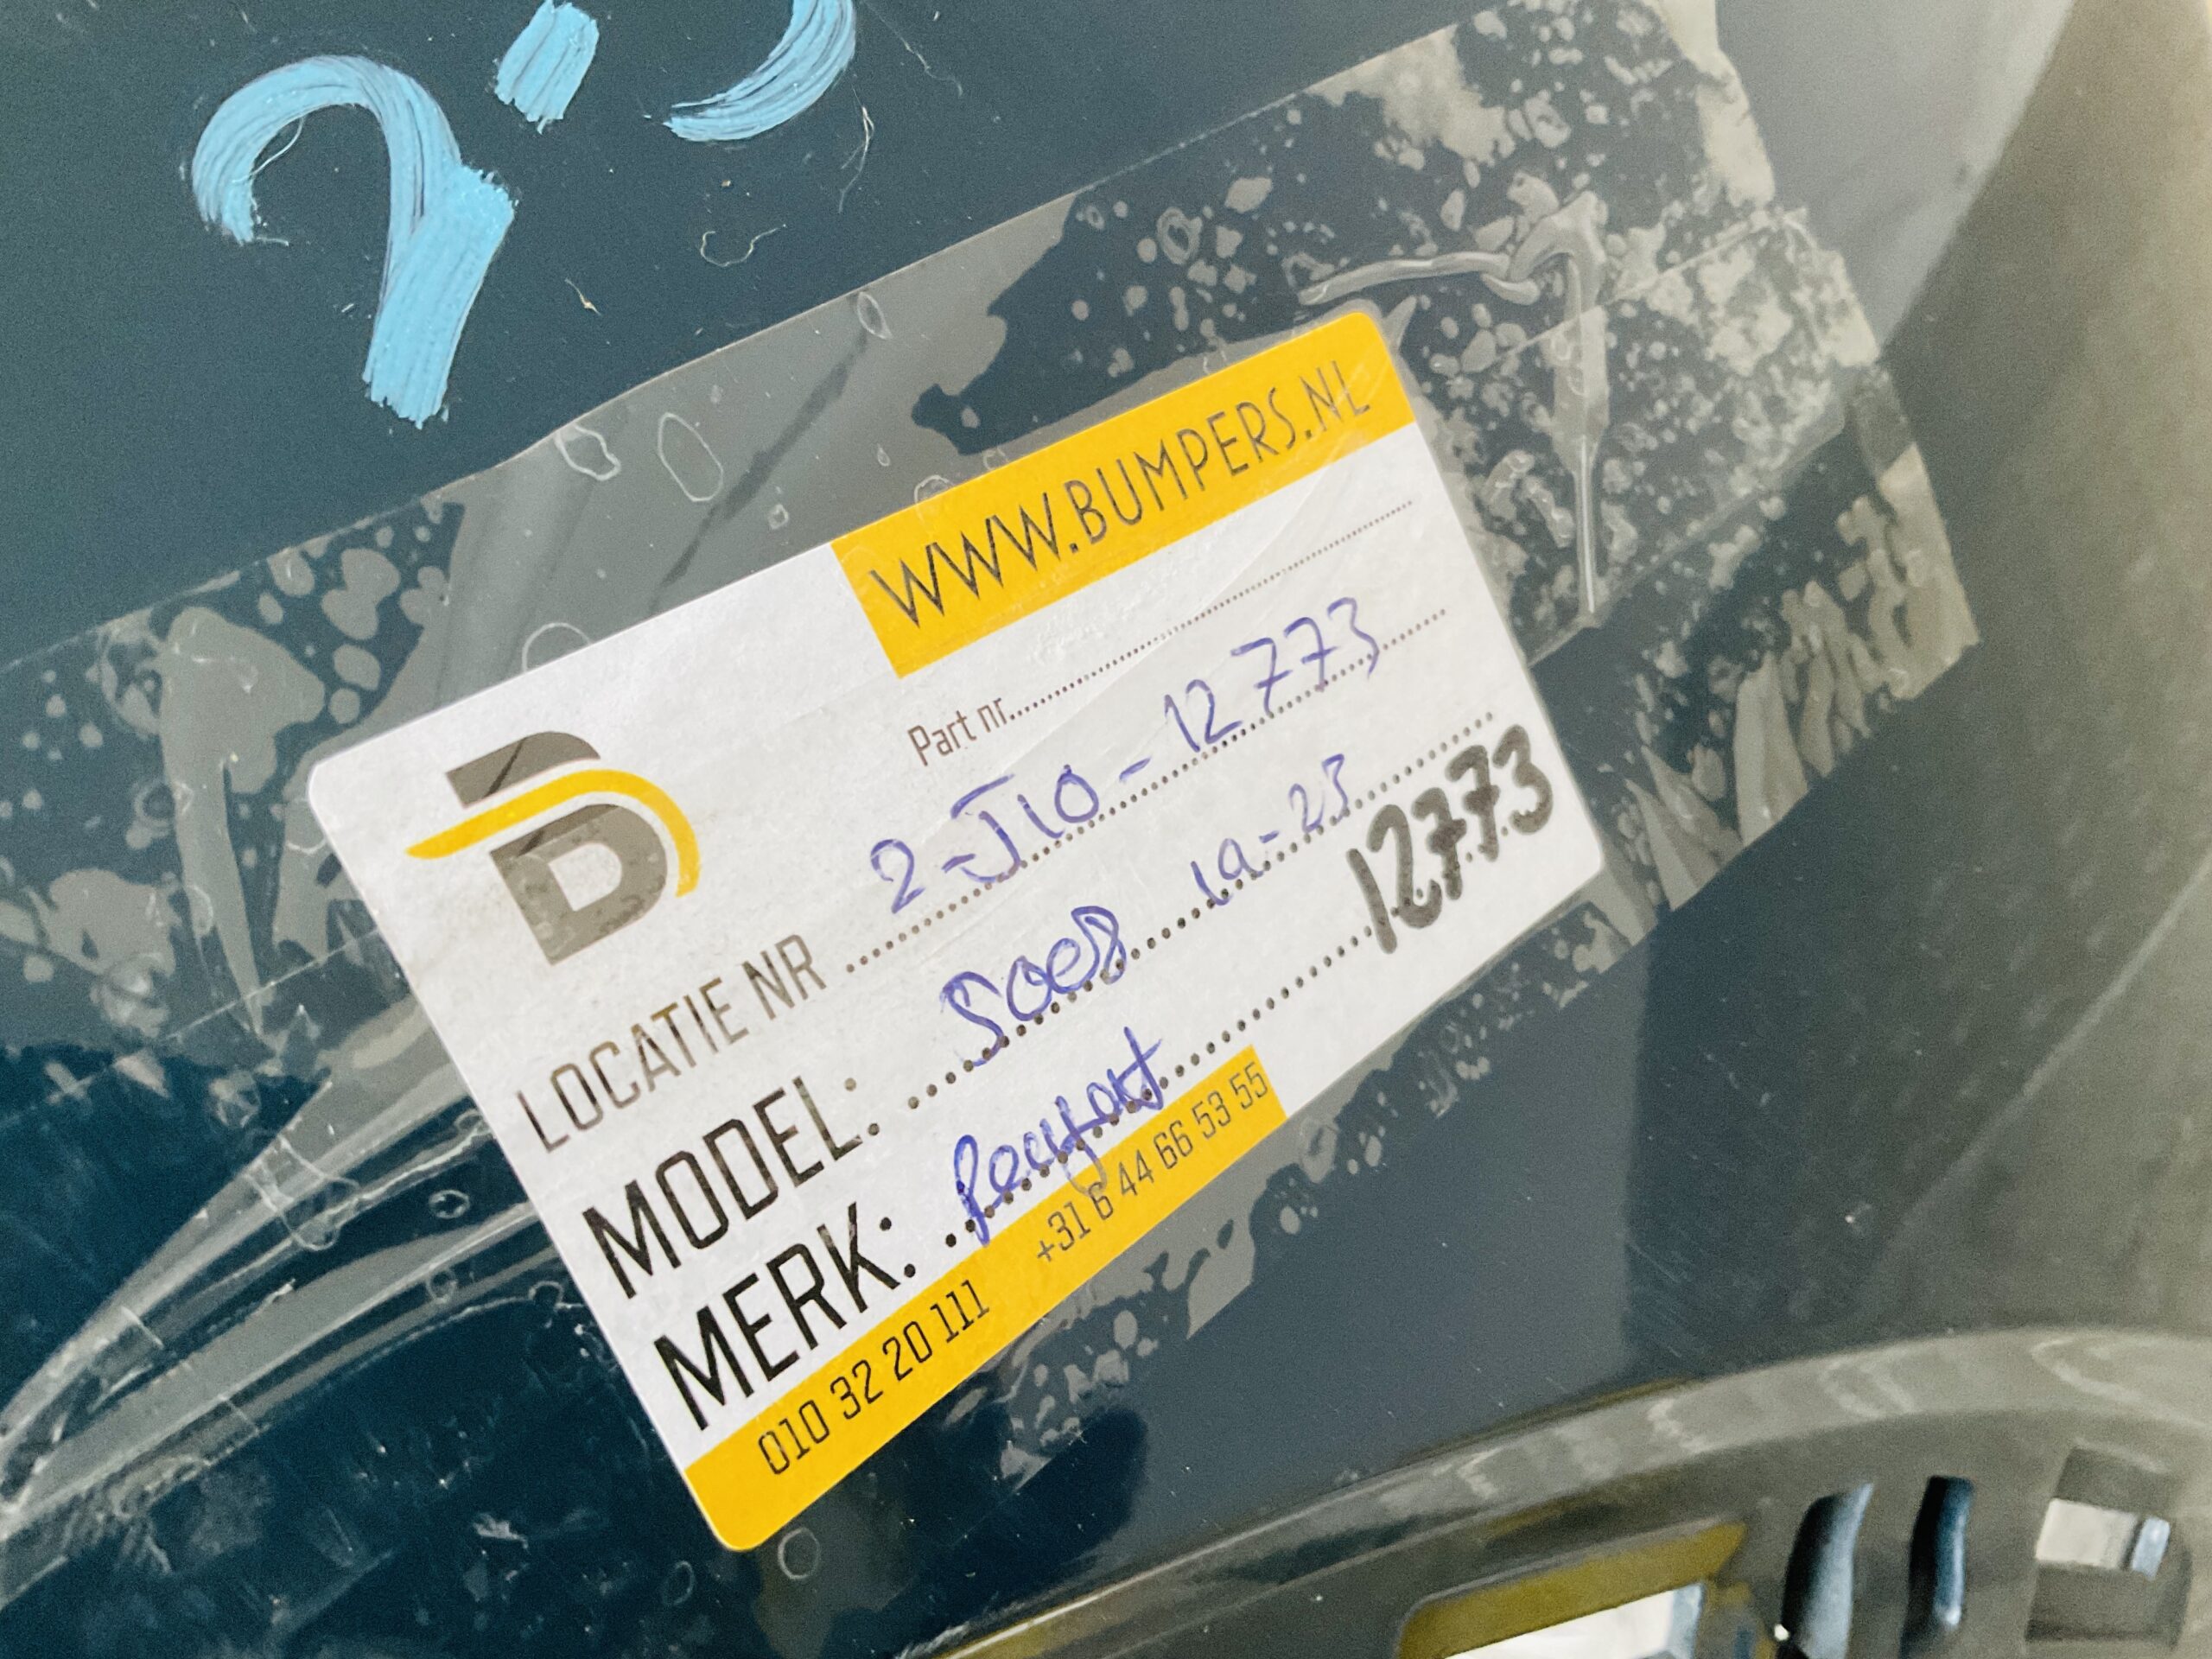 WWW.BUMPERS.NL
Part nr
LOCATIE NR 2-J10-12773
MODEL: 5008 19-23
MERK: Peugeot 12773
010 32 20 111 +31 6 44 66 53 55